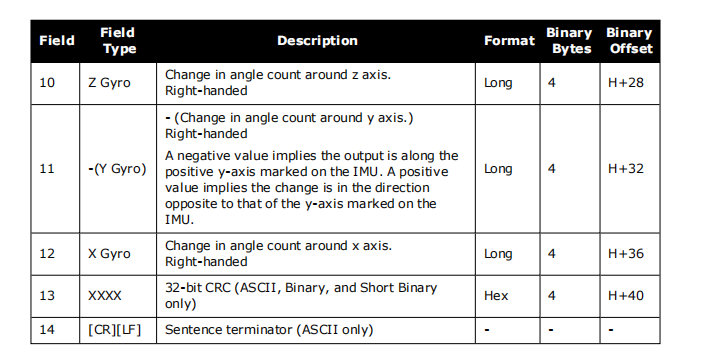 Field Field Type Description Format Binary Bytes Binary Offset
10 Z Gyro Change in angle count around z axis. Long 4 H+28
Right-handed
11 -(Y Gyro) - (Change in angle count around y axis.) Long 4 H+32
Right-handed
A negative value implies the output is along the
positive y-axis marked on the IMU. A positive
value implies the change is in the direction
opposite to that of the y-axis marked on the
IMU.
12 X Gyro Change in angle count around x axis. Long 4 H+36
Right-handed
13 XXXX 32-bit CRC (ASCII, Binary, and Short Binary Hex 4 H+40
only)
14 [CR][LF] Sentence terminator (ASCII only) - - -